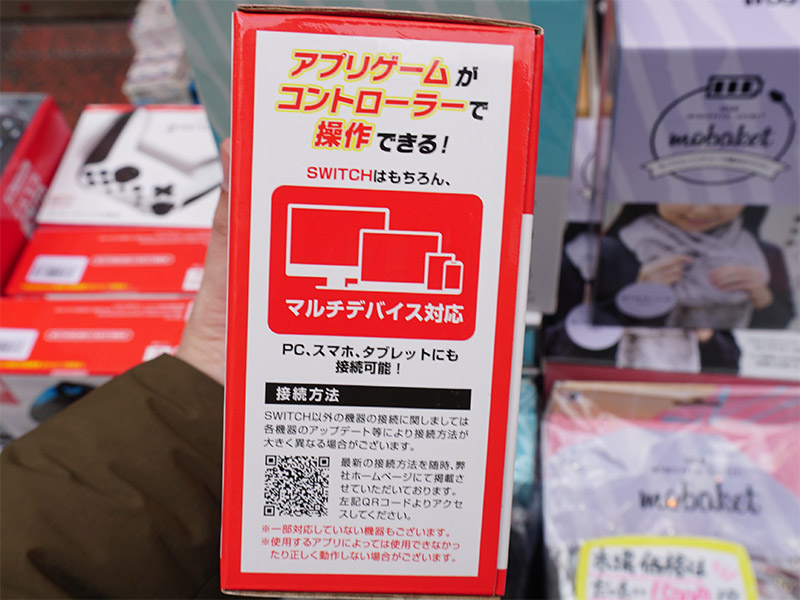 アプリゲームが
コントローラーで
操作できる!
SWITCHはもちろん、
マルチデバイス対応
PC、スマホ、タブレットにも
接続可能!
接続方法
SWITCH以外の機器の接続に関しましては
各機器のアップデート等により接続方法が
大きく異なる場合がございます。
最新の接続方法を随時、弊
社ホームページにて掲載さ
せていただいております。
左記QRコードよりアクセ
スしてください。
※一部対応していない機器もございます。
※使用するアプリによっては使用できなかっ
たり正しく動作しない場合がございます。
mobaket
mobaket